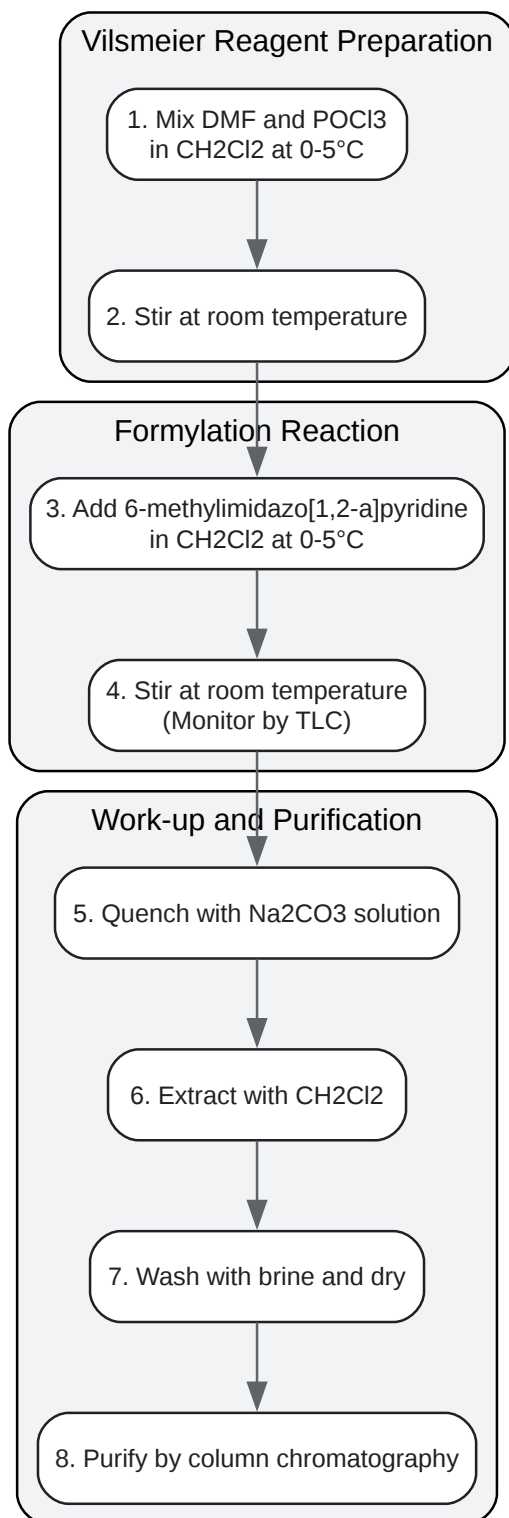 Vilsmeier Reagent Preparation
1. Mix DMF and POCl3
in CH2Cl2 at 0-5°C
2. Stir at room temperature
Formylation Reaction
3. Add 6-methylimidazo[1,2-a]pyridine
in CH2Cl2 at 0-5°C
4. Stir at room temperature
(Monitor by TLC)
Work-up and Purification
5. Quench with Na2CO3 solution
6. Extract with CH2Cl2
7. Wash with brine and dry
8. Purify by column chromatography